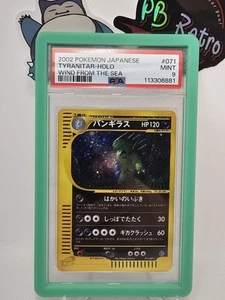 PB
Retro
2002 POKEMON JAPANESE #071
TYRANITAR-HOLO MINT
WIND FROM THE SEA 9
PSA 113306881
バンギラス HP120
はかいのいぶき
しっぽでたたく 30
ギガクラッシュ 60